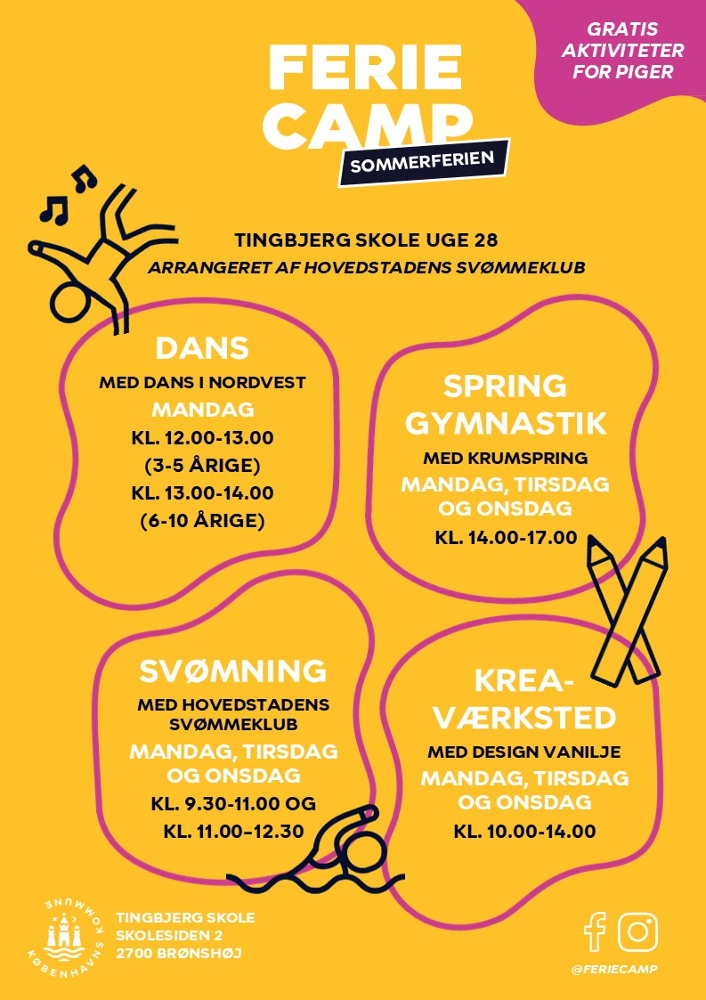 GRATIS
AKTIVITETER
FOR PIGER
FERIE
CAMP
SOMMERFERIEN
TINGBJERG SKOLE UGE 28
ARRANGERET AF HOVEDSTADENS SVØMMEKLUB
DANS
MED DANS I NORDVEST
MANDAG
KL. 12.00-13.00
(3-5 ÅRIGE)
KL. 13.00-14.00
(6-10 ÅRIGE)
SPRING
GYMNASTIK
MED KRUMSPRING
MANDAG, TIRSDAG
OG ONSDAG
KL. 14.00-17.00
SVØMNING
MED HOVEDSTADENS
SVØMMEKLUB
MANDAG, TIRSDAG
OG ONSDAG
KL. 9.30-11.00 OG
KL. 11.00–12.30
KREA-
VÆRKSTED
MED DESIGN VANILJE
MANDAG, TIRSDAG
OG ONSDAG
KL. 10.00-14.00
KØBENHAVNS KOMMUNE
TINGBJERG SKOLE
SKOLESIDEN 2
2700 BRØNSHØJ
@FERIECAMP